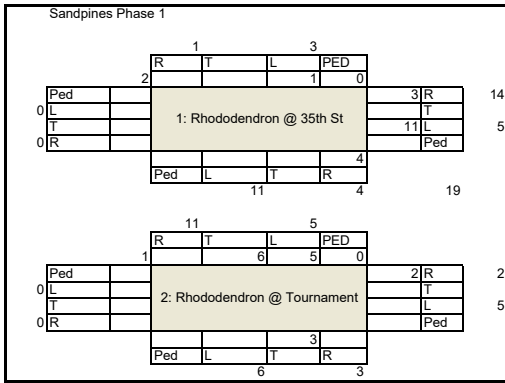 Sandpines Phase 1
1 3
R T L PED
2 1 0
Ped 3 R 14
0 L T
T 1: Rhododendron @ 35th St 11 L 5
0 R Ped
4
Ped L T R
11 4 19
11 5
R T L PED
1 6 5 0
Ped 2 R 2
0 L T
T 2: Rhododendron @ Tournament L 5
0 R Ped
3
Ped L T R
6 3